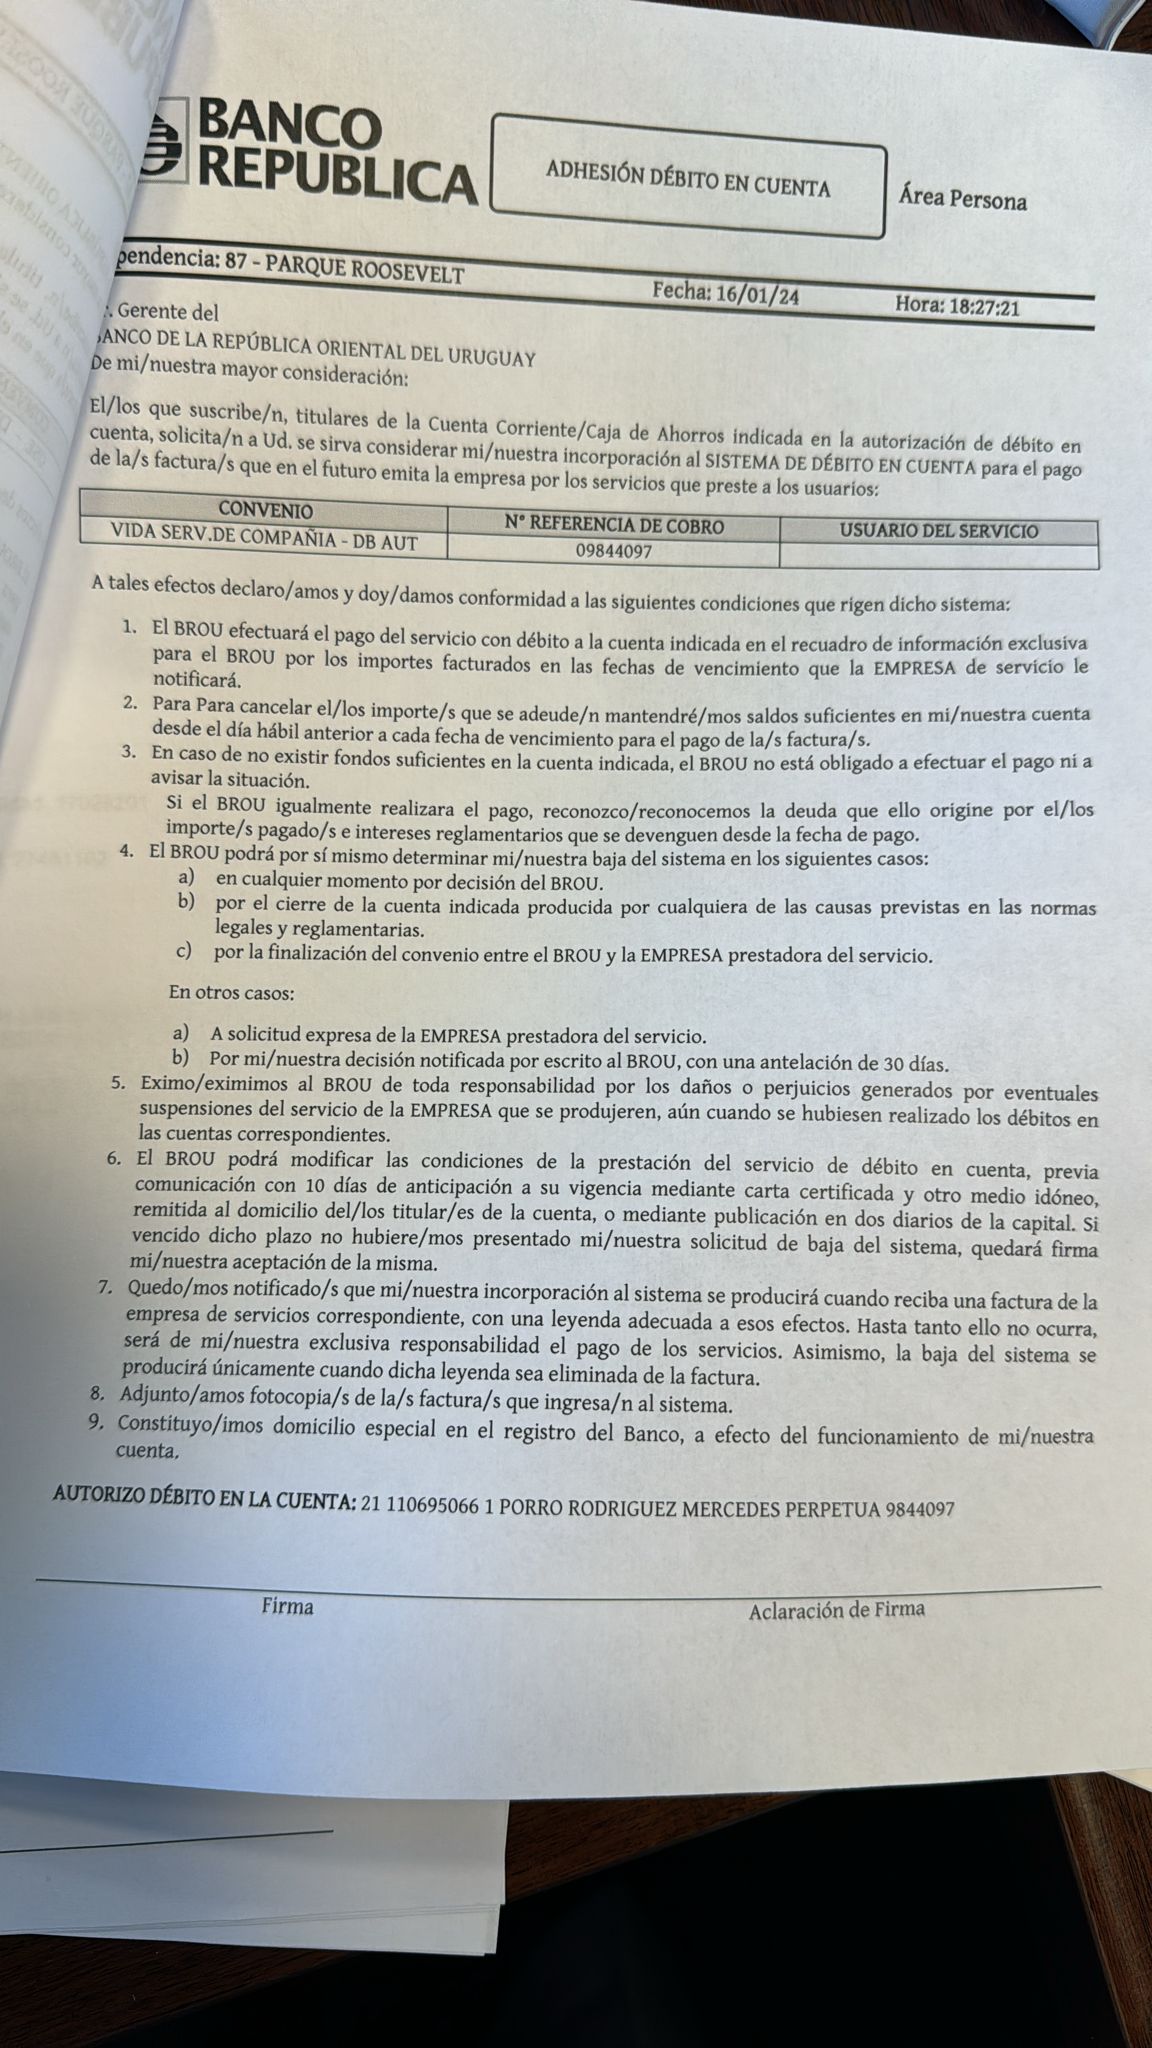 BANCO
REPUBLICA
ADHESIÓN DÉBITO EN CUENTA
Área Persona
pendencia: 87 - PARQUE ROOSEVELT
Fecha: 16/01/24
Hora: 18:27:21
. Gerente del
BANCO DE LA REPÚBLICA ORIENTAL DEL URUGUAY
De mi/nuestra mayor consideración:
El/los que suscribe/n, titulares de la Cuenta Corriente/Caja de Ahorros indicada en la autorización de débito en
cuenta, solicita/n a Ud. se sirva considerar mi/nuestra incorporación al SISTEMA DE DÉBITO EN CUENTA para el pago
de la/s factura/s que en el futuro emita la empresa por los servicios que preste a los usuarios:
CONVENIO
N° REFERENCIA DE COBRO
USUARIO DEL SERVICIO
VIDA SERV.DE COMPAÑIA - DB AUT
09844097
A tales efectos declaro/amos y doy/damos conformidad a las siguientes condiciones que rigen dicho sistema:
1. El BROU efectuará el pago del servicio con débito a la cuenta indicada en el recuadro de información exclusiva
para el BROU por los importes facturados en las fechas de vencimiento que la EMPRESA de servicio le
notificará.
2. Para Para cancelar el/los importe/s que se adeude/n mantendré/mos saldos suficientes en mi/nuestra cuenta
desde el día hábil anterior a cada fecha de vencimiento para el pago de la/s factura/s.
3. En caso de no existir fondos suficientes en la cuenta indicada, el BROU no está obligado a efectuar el pago ni a
avisar la situación.
Si el BROU igualmente realizara el pago, reconozco/reconocemos la deuda que ello origine por el/los
importe/s pagado/s e intereses reglamentarios que se devenguen desde la fecha de pago.
4. El BROU podrá por sí mismo determinar mi/nuestra baja del sistema en los siguientes casos:
a) en cualquier momento por decisión del BROU.
b) por el cierre de la cuenta indicada producida por cualquiera de las causas previstas en las normas
legales y reglamentarias.
c) por la finalización del convenio entre el BROU y la EMPRESA prestadora del servicio.
En otros casos:
a) A solicitud expresa de la EMPRESA prestadora del servicio.
b) Por mi/nuestra decisión notificada por escrito al BROU, con una antelación de 30 días.
5. Eximo/eximimos al BROU de toda responsabilidad por los daños o perjuicios generados por eventuales
suspensiones del servicio de la EMPRESA que se produjeren, aún cuando se hubiesen realizado los débitos en
las cuentas correspondientes.
6. El BROU podrá modificar las condiciones de la prestación del servicio de débito en cuenta, previa
comunicación con 10 días de anticipación a su vigencia mediante carta certificada y otro medio idóneo,
remitida al domicilio del/los titular/es de la cuenta, o mediante publicación en dos diarios de la capital. Si
vencido dicho plazo no hubiere/mos presentado mi/nuestra solicitud de baja del sistema, quedará firma
mi/nuestra aceptación de la misma.
7. Quedo/mos notificado/s que mi/nuestra incorporación al sistema se producirá cuando reciba una factura de la
empresa de servicios correspondiente, con una leyenda adecuada a esos efectos. Hasta tanto ello no ocurra,
será de mi/nuestra exclusiva responsabilidad el pago de los servicios. Asimismo, la baja del sistema se
producirá únicamente cuando dicha leyenda sea eliminada de la factura.
8. Adjunto/amos fotocopia/s de la/s factura/s que ingresa/n al sistema.
9. Constituyo/imos domicilio especial en el registro del Banco, a efecto del funcionamiento de mi/nuestra
cuenta.
AUTORIZO DÉBITO EN LA CUENTA: 21 110695066 1 PORRO RODRIGUEZ MERCEDES PERPETUA 9844097
Firma
Aclaración de Firma